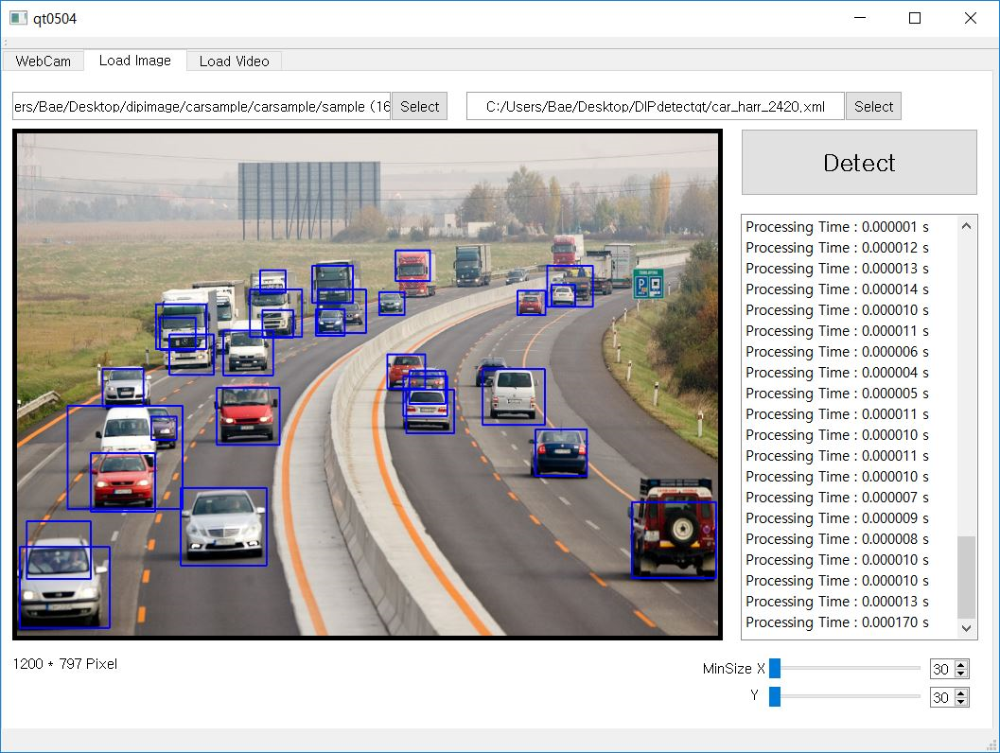 qt0504
WebCam
Load Image
Load Video
ers/Bae/Desktop/dipimage/carsample/carsample/sample (16
Select
C:/Users/Bae/Desktop/DIPdetectqt/car_harr_2420.xml
Select
Detect
Processing Time : 0.000001 s
Processing Time : 0.000012 s
Processing Time : 0.000013 s
Processing Time : 0.000014 s
Processing Time : 0.000010 s
Processing Time : 0.000011 s
Processing Time : 0.000006 s
Processing Time : 0.000004 s
Processing Time : 0.000005 s
Processing Time : 0.000011 s
Processing Time : 0.000010 s
Processing Time : 0.000011 s
Processing Time : 0.000010 s
Processing Time : 0.000007 s
Processing Time : 0.000009 s
Processing Time : 0.000008 s
Processing Time : 0.000010 s
Processing Time : 0.000010 s
Processing Time : 0.000013 s
Processing Time : 0.000170 s
P
1200 * 797 Pixel
MinSize X
30
Y
30